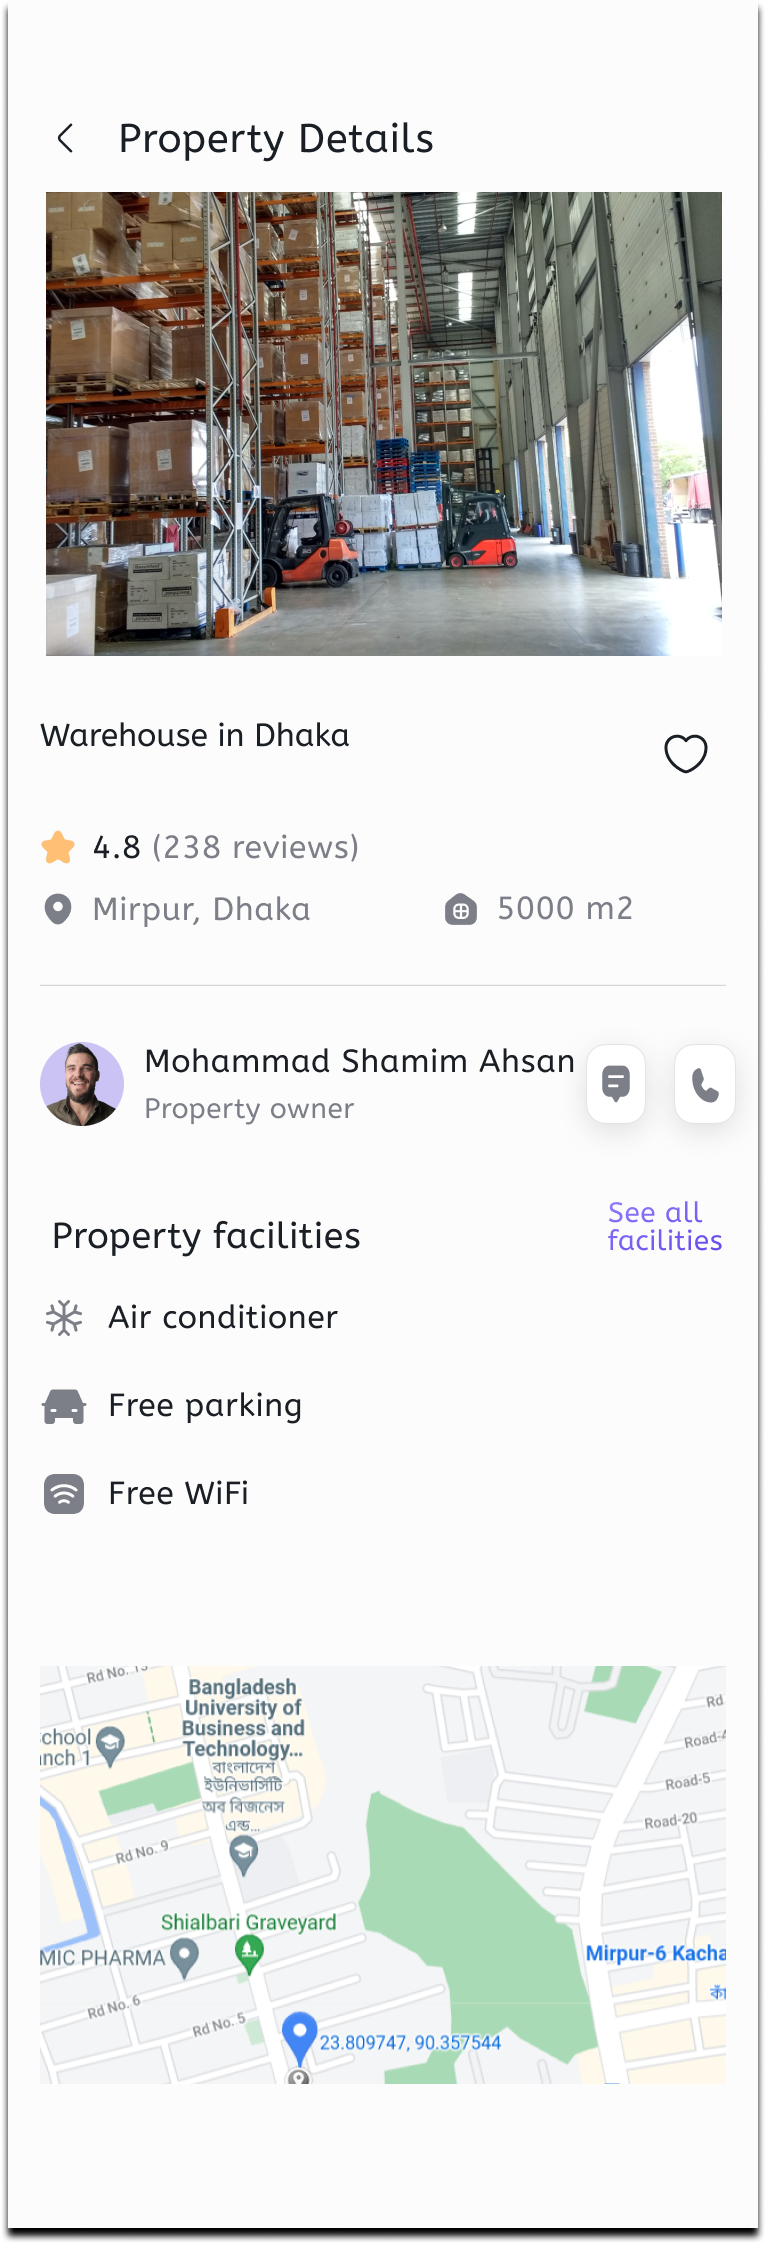 Property Details
Warehouse in Dhaka
4.8 (238 reviews)
Mirpur, Dhaka
5000 m2
Mohammad Shamim Ahsan
Property owner
Property facilities
See all
facilities
Air conditioner
Free parking
Free WiFi
Rd No. 13
Bangladesh
University of
Business and
Technology...
বাংলাদেশ
ইউনিভার্সিটি
অব বিজনেস
এন্ড...
chool
nch 1
Rd
Road-4
Road-5
Road-20
Rd No. 9
Shialbari Graveyard
MIC PHARMA
Mirpur-6 Kacha
Rd No. 6
Rd No. 5
23.809747, 90.357544